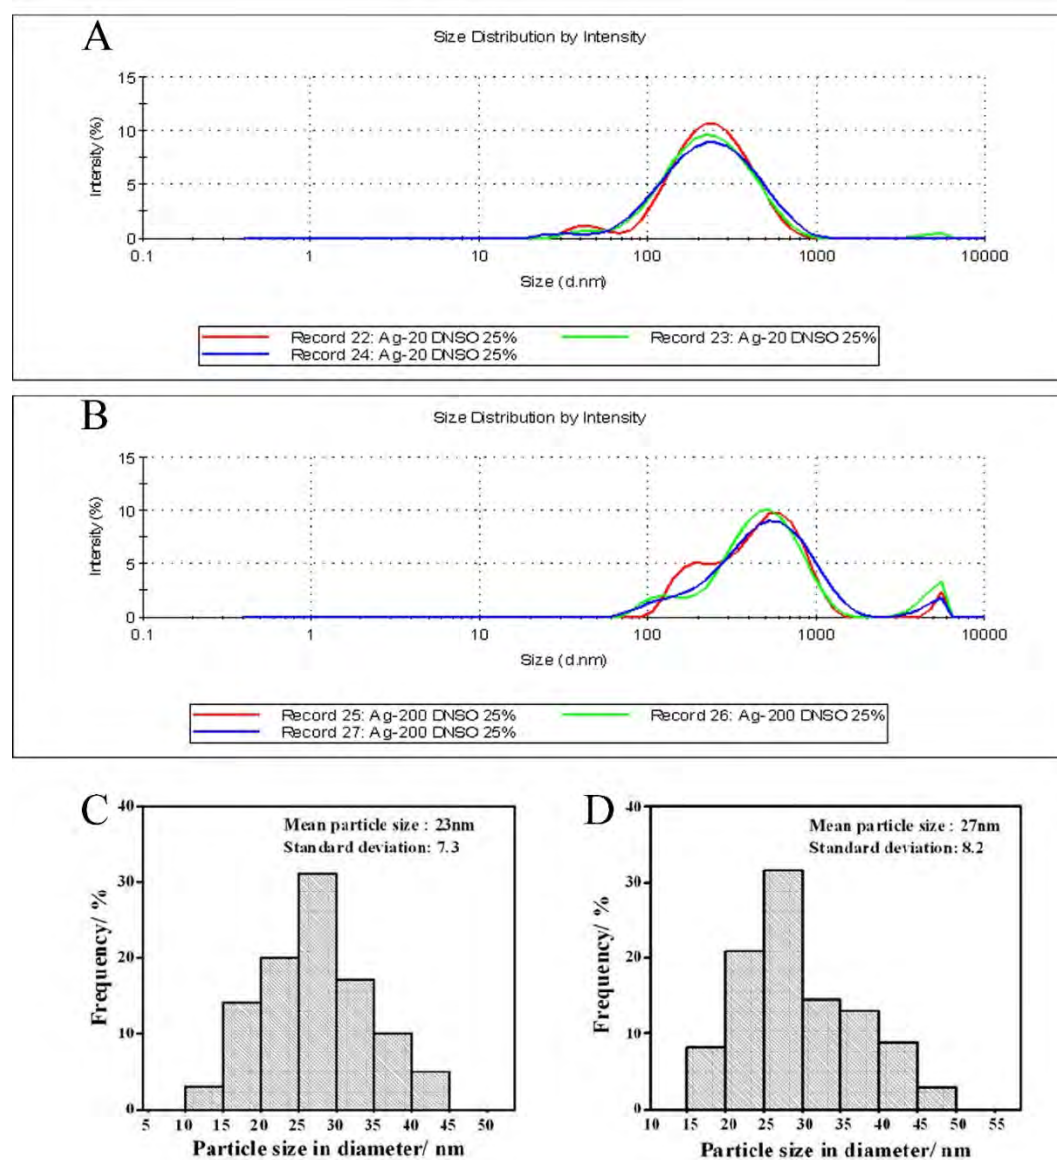 A
Size Distribution by Intensity
Intensity (%)
15
10
5
0
0.1 1 10 100 1000 10000
Size (d.nm)
Record 22: Ag-20 DNSO 25% Record 23: Ag-20 DNSO 25%
Record 24: Ag-20 DNSO 25%
B
Size Distribution by Intensity
Intensity (%)
15
10
5
0
0.1 1 10 100 1000 10000
Size (d.nm)
Record 25: Ag-200 DNSO 25% Record 26: Ag-200 DNSO 25%
Record 27: Ag-200 DNSO 25%
C
Mean particle size : 23nm
Standard deviation: 7.3
Frequency/ %
40
30
20
10
0
5 10 15 20 25 30 35 40 45 50
Particle size in diameter/ nm
D
Mean particle size : 27nm
Standard deviation: 8.2
Frequency/ %
40
30
20
10
0
10 15 20 25 30 35 40 45 50 55
Particle size in diameter/ nm